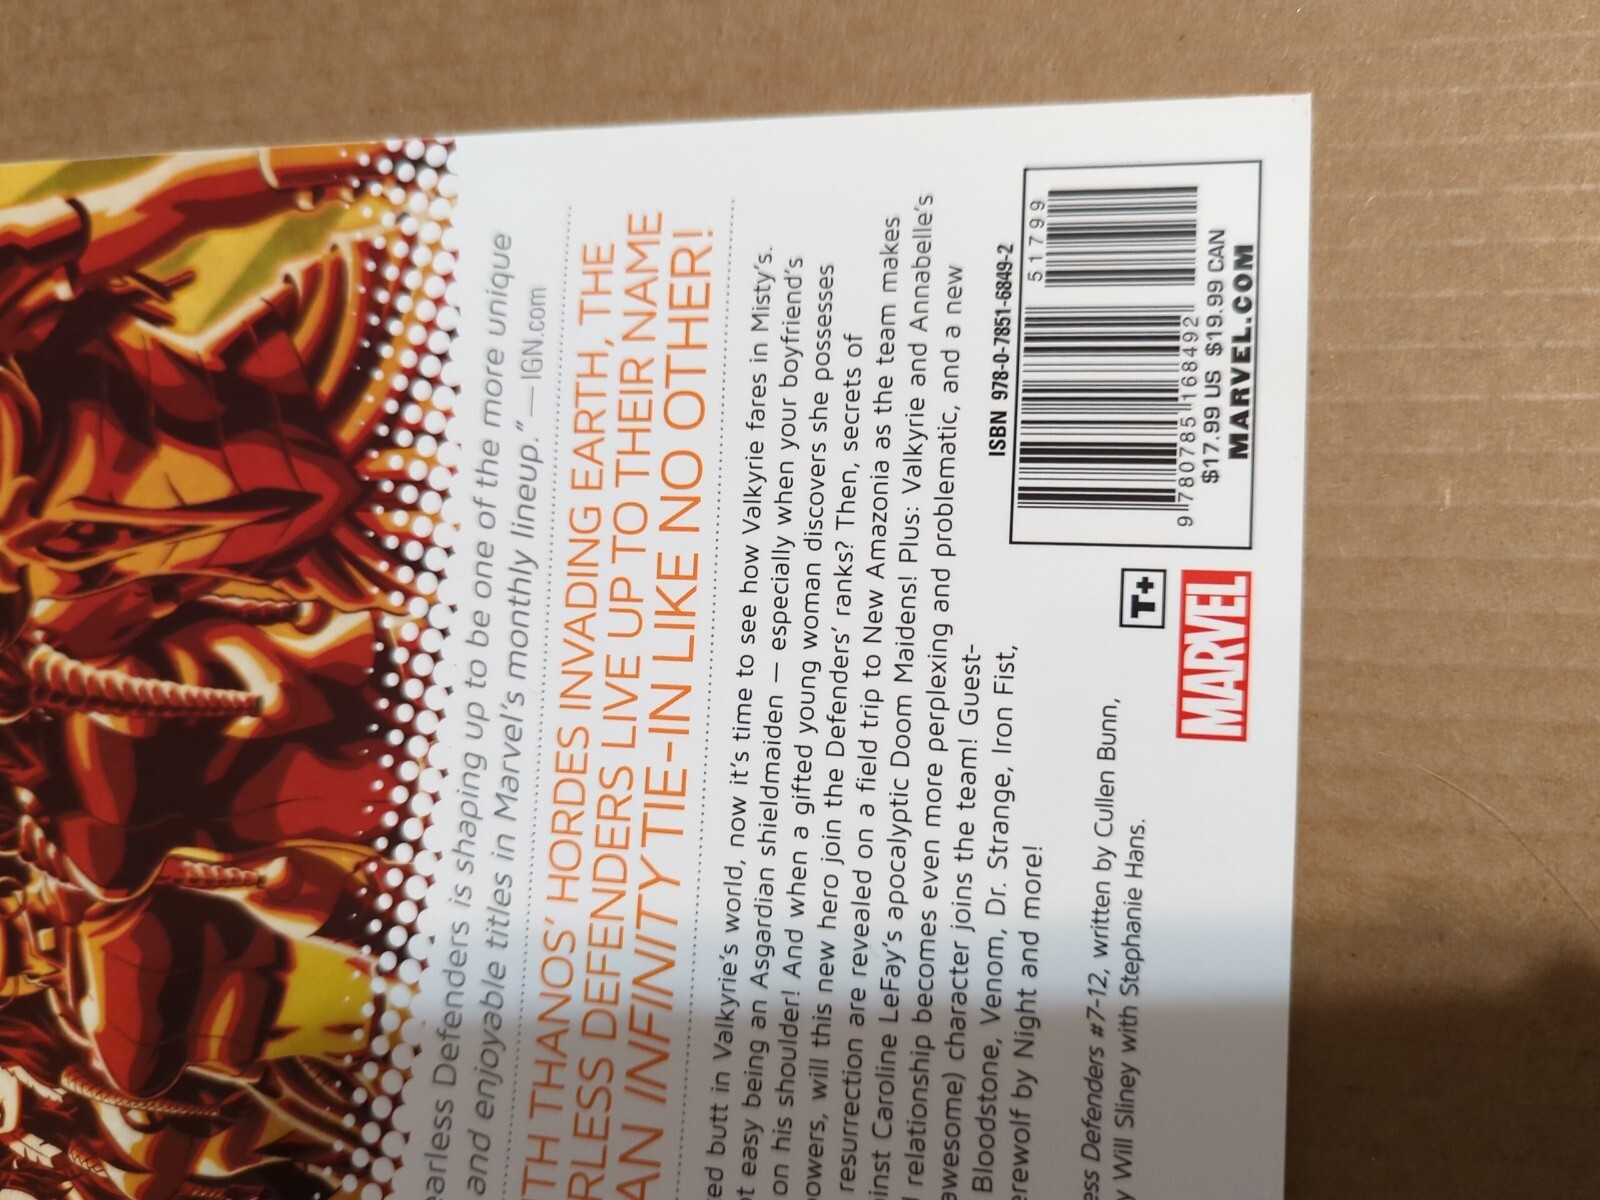 earless Defenders is shaping up to be one of the more unique
and enjoyable titles in Marvel's monthly lineup." —IGN.com
TH THANOS' HORDES INVADING EARTH, THE
RLESS DEFENDERS LIVE UP TO THEIR NAME
AN INFINITY TIE-IN LIKE NO OTHER!
ed butt in Valkyrie's world, now it's time to see how Valkyrie fares in Misty's.
t easy being an Asgardian shieldmaiden — especially when your boyfriend's
on his shoulder! And when a gifted young woman discovers she possesses
owers, will this new hero join the Defenders' ranks? Then, secrets of
resurrection are revealed on a field trip to New Amazonia as the team makes
inst Caroline LeFay's apocalyptic Doom Maidens! Plus: Valkyrie and Annabelle's
relationship becomes even more perplexing and problematic, and a new
awesome) character joins the team! Guest-
Bloodstone, Venom, Dr. Strange, Iron Fist,
erewolf by Night and more!
ess Defenders #7-12, written by Cullen Bunn,
y Will Sliney with Stephanie Hans.
ISBN 978-0-7851-6849-2
51799
9 780785 168492
$17.99 US $19.99 CAN
MARVEL.COM
T+
MARVEL